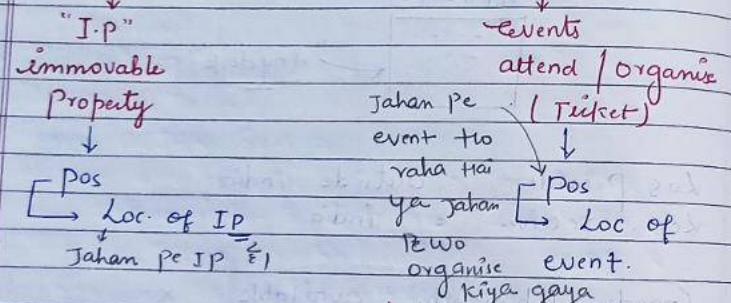 "I.P"
immovable
Property
↓
Pos
→ Loc. of IP
↓
Jahan pe IP है।
events
attend / organise
(Ticket)
↓
Pos
→ Loc of
event.
Jahan pe
event Ho
raha Hai
ya Jahan
pe wo
organise
kiya gaya